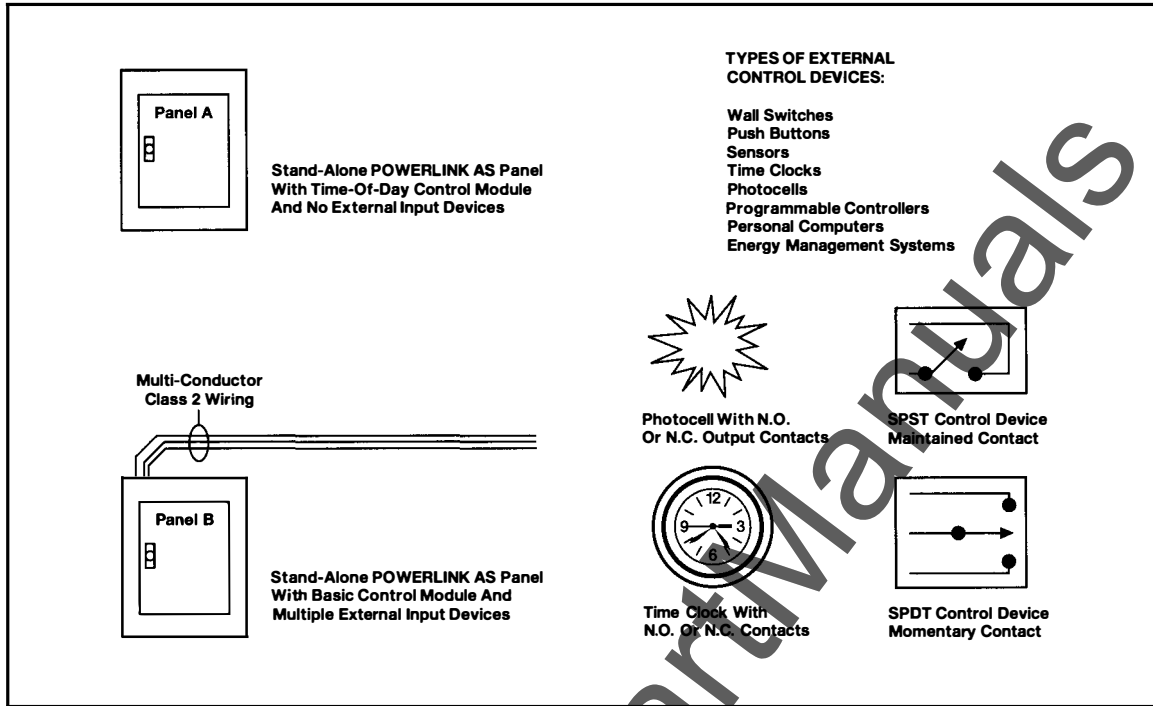 Panel A
Stand-Alone POWERLINK AS Panel
With Time-Of-Day Control Module
And No External Input Devices
TYPES OF EXTERNAL
CONTROL DEVICES:
Wall Switches
Push Buttons
Sensors
Time Clocks
Photocells
Programmable Controllers
Personal Computers
Energy Management Systems
Multi-Conductor
Class 2 Wiring
Photocell With N.O.
Or N.C. Output Contacts
SPST Control Device
Maintained Contact
Panel B
Stand-Alone POWERLINK AS Panel
With Basic Control Module And
Multiple External Input Devices
12
9
3
6
Time Clock With
N.O. Or N.C. Contacts
SPDT Control Device
Momentary Contact
artManuals